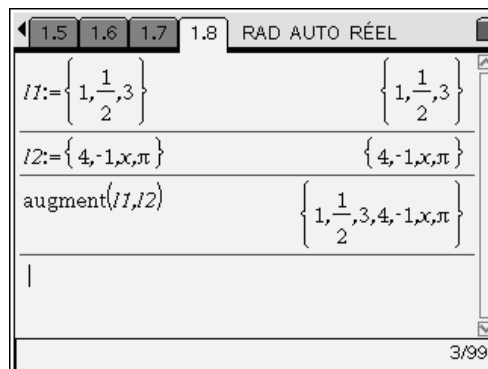 1.5 1.6 1.7 1.8 RAD AUTO RÉEL
l1:={1,1/2,3} {1,1/2,3}
l2:={4,-1,x,π} {4,-1,x,π}
augment(l1,l2) {1,1/2,3,4,-1,x,π}
3/99